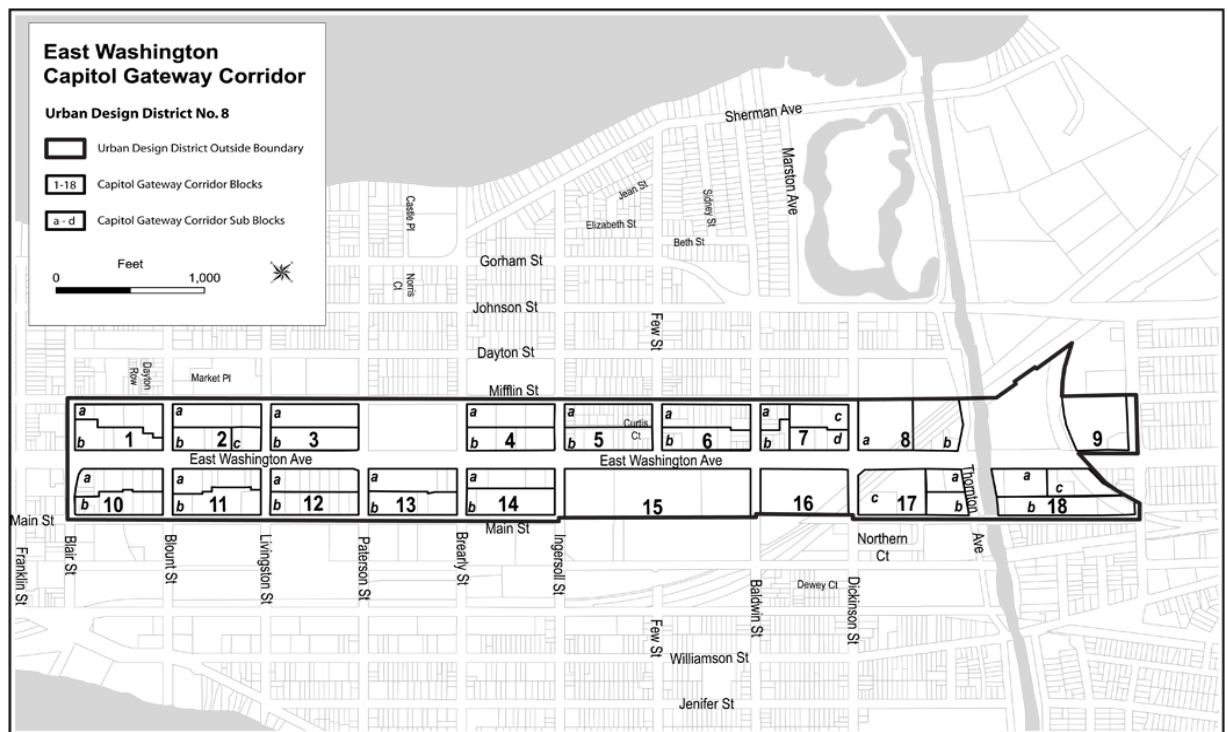 East Washington
Capitol Gateway Corridor
Urban Design District No. 8
Urban Design District Outside Boundary
1-18 Capitol Gateway Corridor Blocks
a - d Capitol Gateway Corridor Sub Blocks
Feet
0 1,000
Sherman Ave
Marston Ave
Sidney St
Jean St
Castle Pl
Elizabeth St
Beth St
Gorham St
Norris
Ct
Johnson St
Few St
Dayton St
Dayton
Row
Market Pl
Mifflin St
a b 1
a b 2 c
a b 3
a b 4
a b 5
Curtis
Ct
a b 6
a b 7 c d
a 8 b
9
East Washington Ave
East Washington Ave
a b 10
a b 11
a b 12
a b 13
a b 14
15
16
c 17 a b
a c b 18
Thornton
Ave
Main St
Main St
Northern
Ct
Franklin St
Blair St
Blount St
Livingston St
Paterson St
Brearly St
Ingersoll St
Few St
Baldwin St
Dewey Ct
Dickinson St
Williamson St
Jenifer St